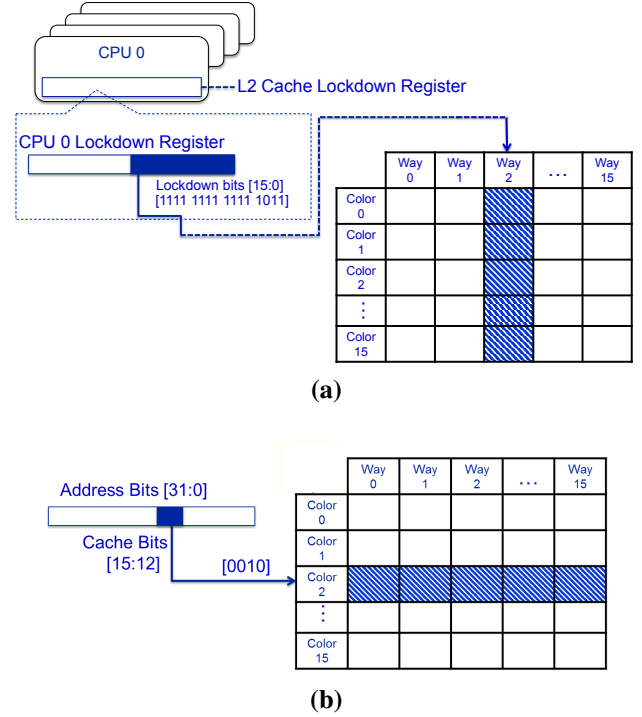 CPU 0
L2 Cache Lockdown Register
CPU 0 Lockdown Register
Lockdown bits [15:0]
[1111 1111 1111 1011]
Way 0 Way 1 Way 2 ... Way 15
Color 0
Color 1
Color 2
⋮
Color 15
(a)
Address Bits [31:0]
Cache Bits
[15:12]
[0010]
Way 0 Way 1 Way 2 ... Way 15
Color 0
Color 1
Color 2
⋮
Color 15
(b)